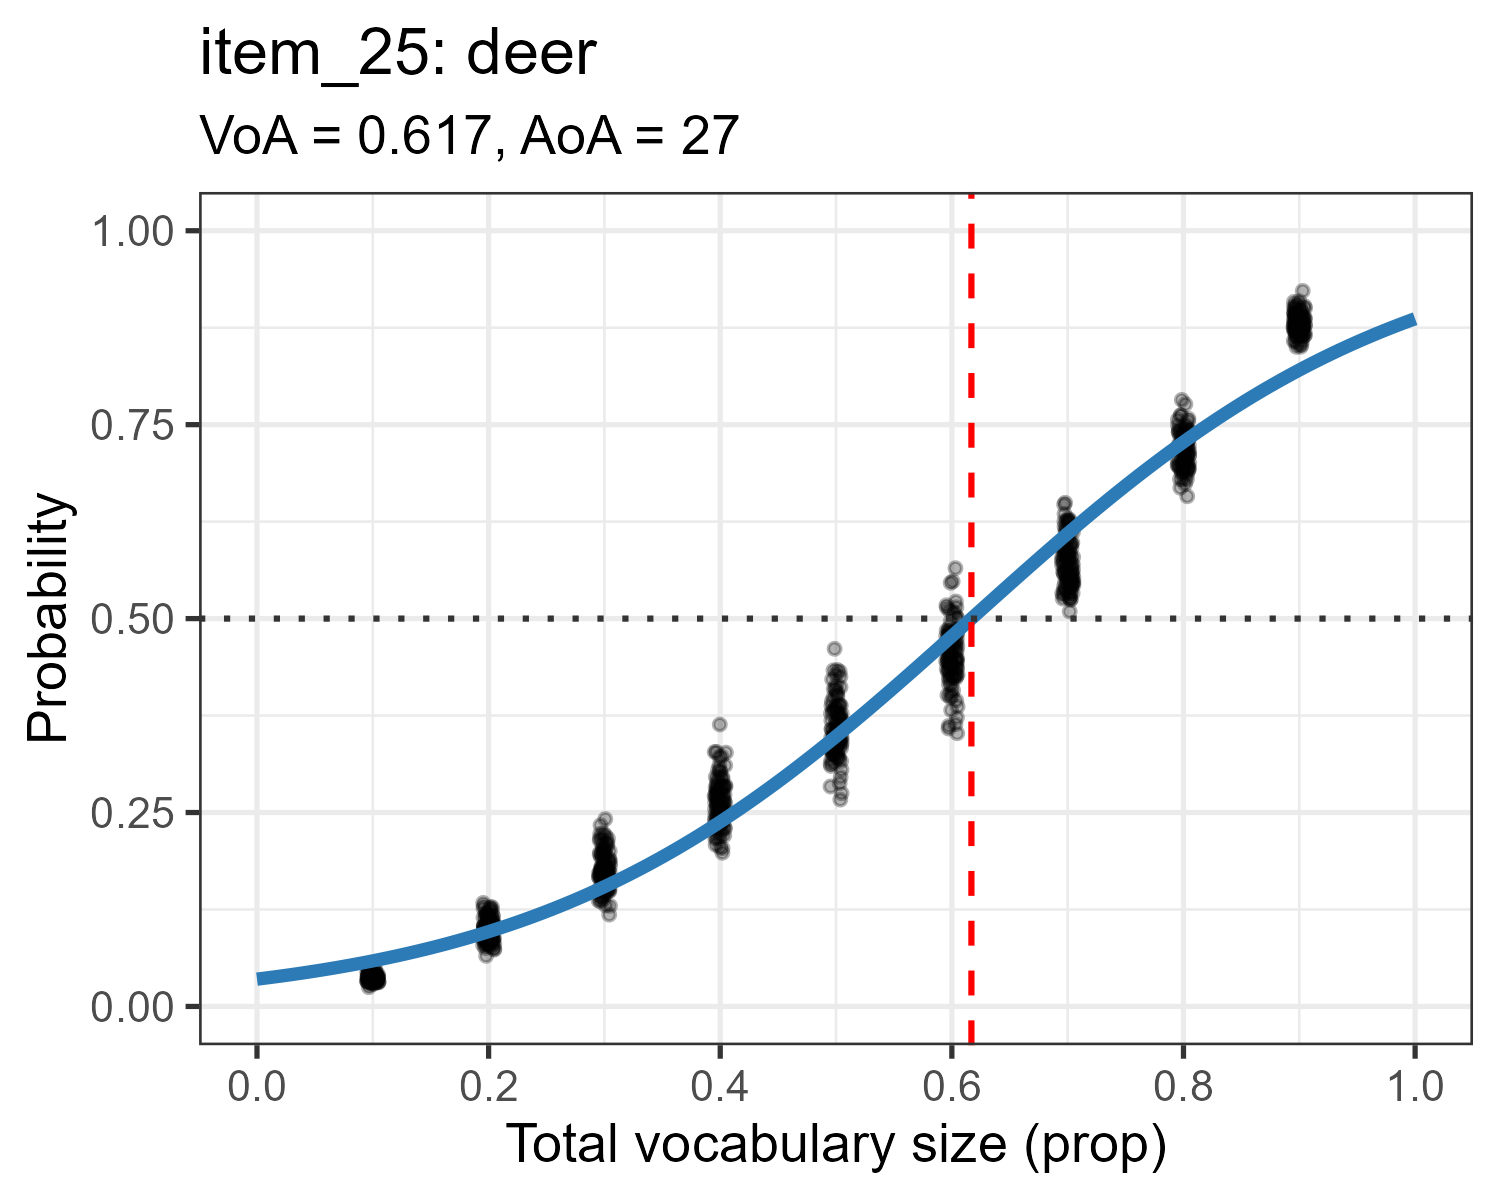 item_25: deer
VoA = 0.617, AoA = 27
Probability
1.00
0.75
0.50
0.25
0.00
0.0 0.2 0.4 0.6 0.8 1.0
Total vocabulary size (prop)